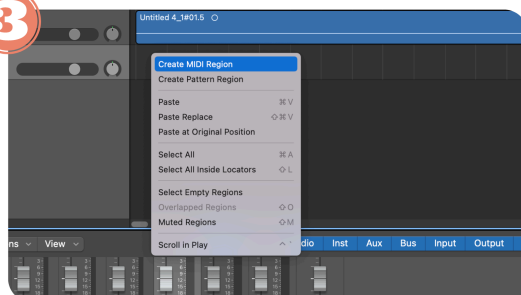 3
Untitled 4_1#01.5
Create MIDI Region
Create Pattern Region
Paste ⌘V
Paste Replace ⇧⌘V
Paste at Original Position
Select All ⌘A
Select All Inside Locators ⇧L
Select Empty Regions
Overlapped Regions ⇧O
Muted Regions ⇧M
Scroll in Play ⌃`
ns View dio Inst Aux Bus Input Output